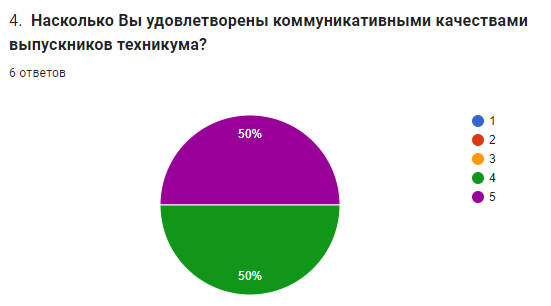 4. Насколько Вы удовлетворены коммуникативными качествами
выпускников техникума?
6 ответов
50%
50%
1
2
3
4
5